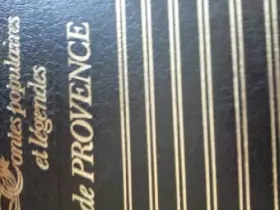 Contes populaires
et légendes
de PROVENCE